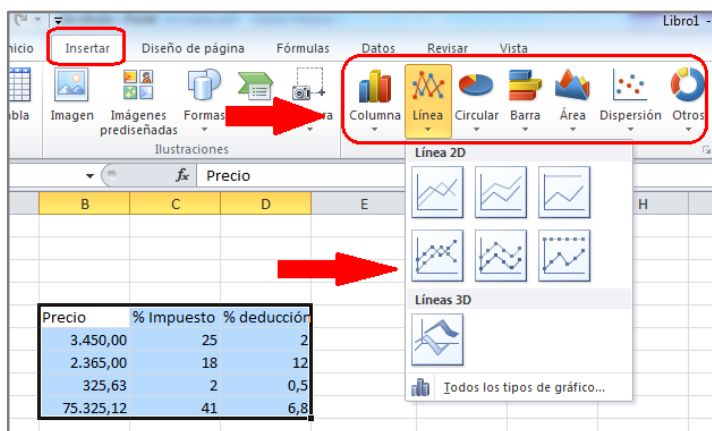 Libro1 -
nicio Insertar Diseño de página Fórmulas Datos Revisar Vista
bla Imagen Imágenes prediseñadas Formas ra Columna Línea Circular Barra Área Dispersión Otros
Ilustraciones
Línea 2D
fx Precio
B C D E H
Líneas 3D
Todos los tipos de gráfico...
Precio % Impuesto % deducción
3.450,00 25 2
2.365,00 18 12
325,63 2 0,5
75.325,12 41 6,8